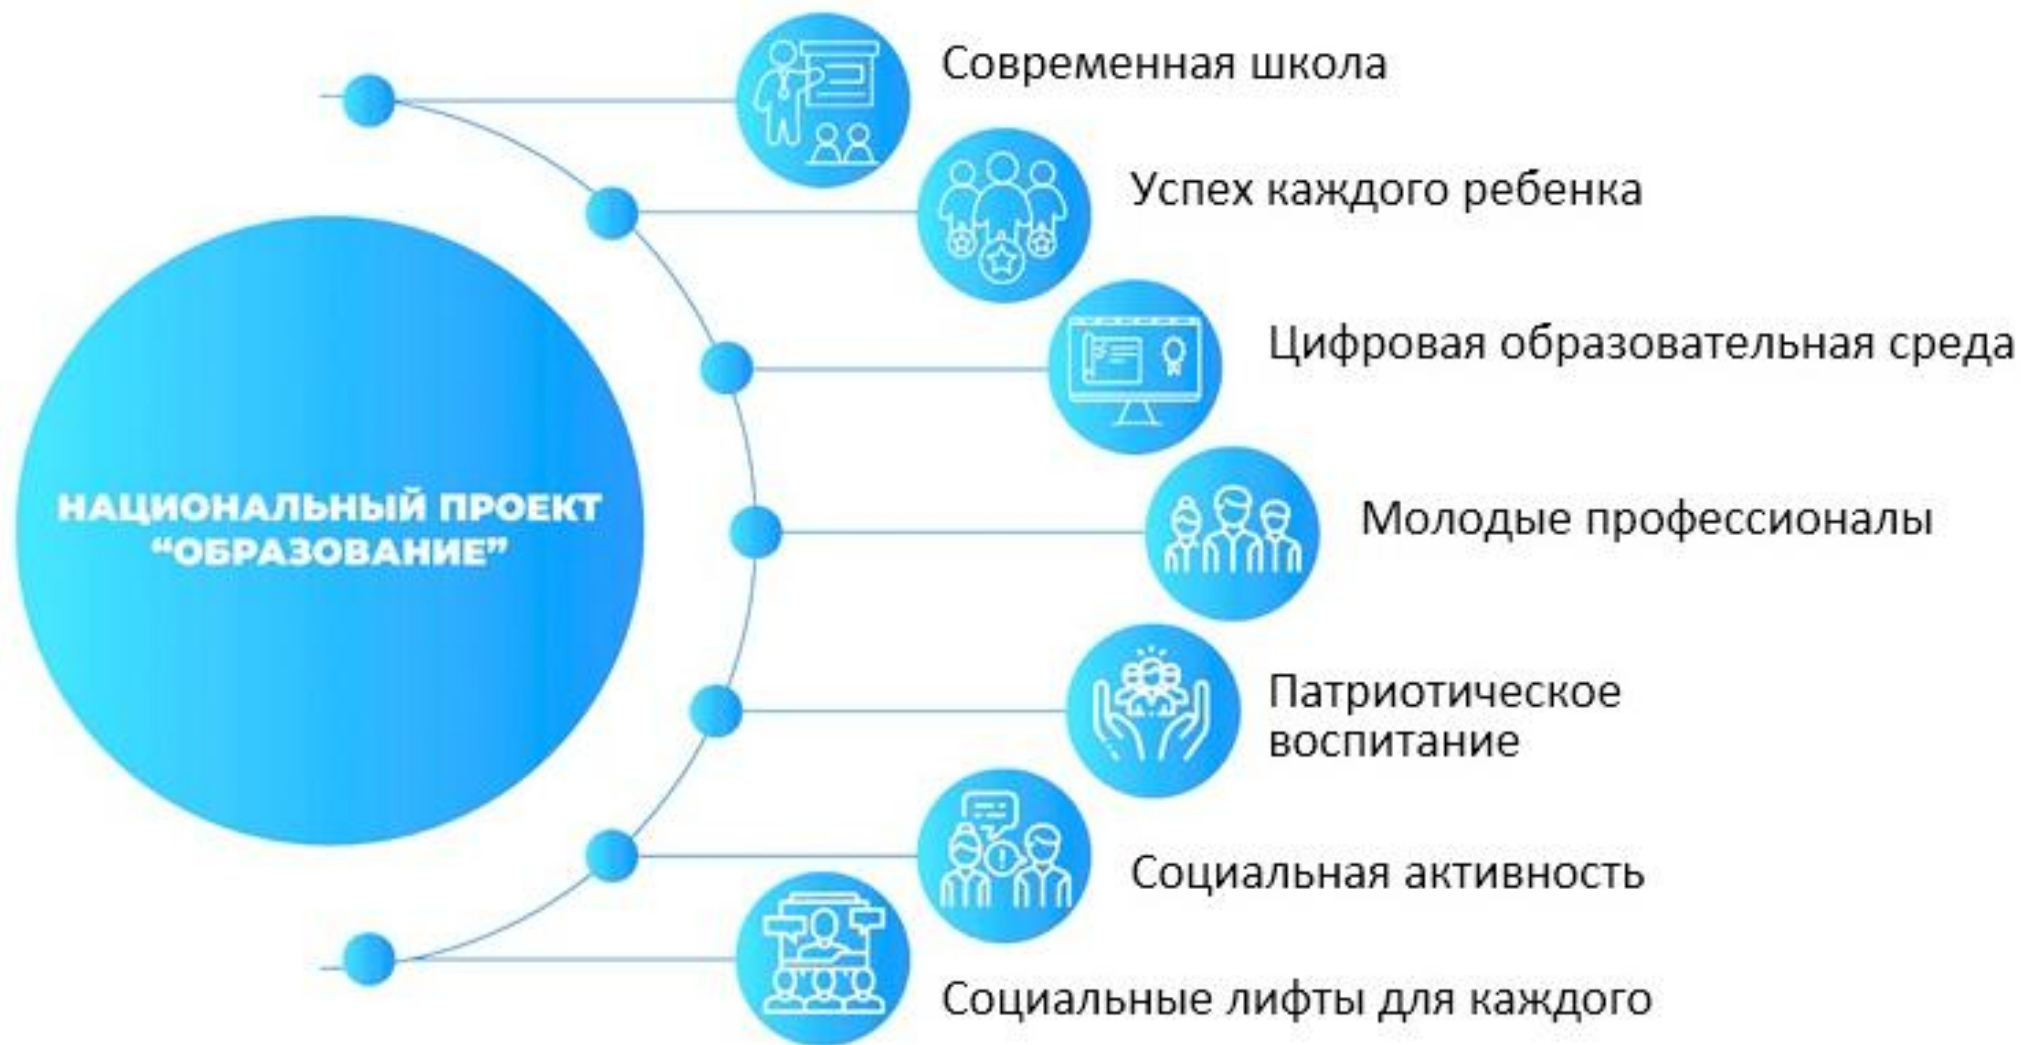 Современная школа
Успех каждого ребенка
Цифровая образовательная среда
НАЦИОНАЛЬНЫЙ ПРОЕКТ
“ОБРАЗОВАНИЕ”
Молодые профессионалы
Патриотическое
воспитание
Социальная активность
Социальные лифты для каждого